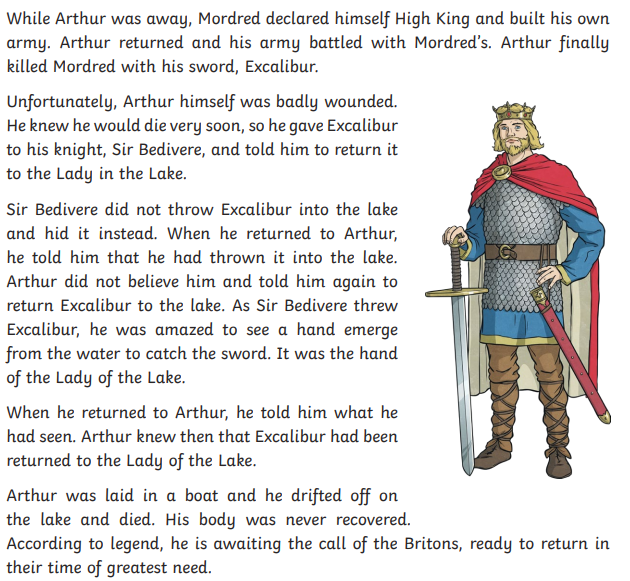 While Arthur was away, Mordred declared himself High King and built his own
army. Arthur returned and his army battled with Mordred's. Arthur finally
killed Mordred with his sword, Excalibur.
Unfortunately, Arthur himself was badly wounded.
He knew he would die very soon, so he gave Excalibur
to his knight, Sir Bedivere, and told him to return it
to the Lady in the Lake.
Sir Bedivere did not throw Excalibur into the lake
and hid it instead. When he returned to Arthur,
he told him that he had thrown it into the lake.
Arthur did not believe him and told him again to
return Excalibur to the lake. As Sir Bedivere threw
Excalibur, he was amazed to see a hand emerge
from the water to catch the sword. It was the hand
of the Lady of the Lake.
When he returned to Arthur, he told him what he
had seen. Arthur knew then that Excalibur had been
returned to the Lady of the Lake.
Arthur was laid in a boat and he drifted off on
the lake and died. His body was never recovered.
According to legend, he is awaiting the call of the Britons, ready to return in
their time of greatest need.